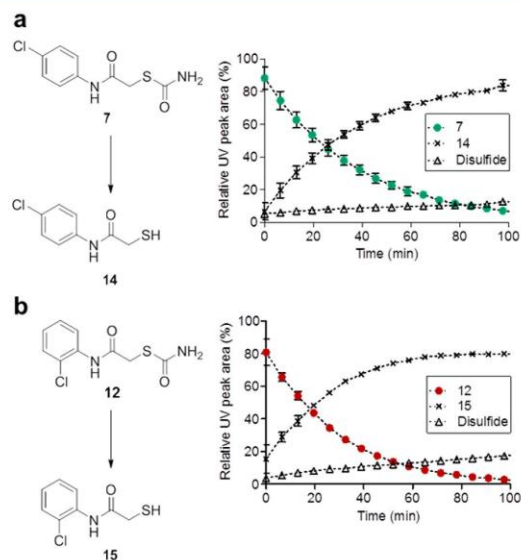 a
Cl
O
N
H
S
NH₂
O
7
Cl
O
N
H
SH
14
Relative UV peak area (%)
100
80
60
40
20
0
7
14
Disulfide
0 20 40 60 80 100
Time (min)
b
O
N
H
S
NH₂
Cl
O
12
O
N
H
SH
Cl
15
Relative UV peak area (%)
100
80
60
40
20
0
12
15
Disulfide
0 20 40 60 80 100
Time (min)